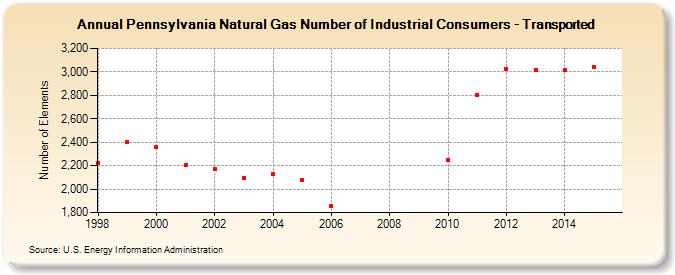 Annual Pennsylvania Natural Gas Number of Industrial Consumers - Transported
Number of Elements
3,200
3,000
2,800
2,600
2,400
2,200
2,000
1,800
1998 2000 2002 2004 2006 2008 2010 2012 2014
Source: U.S. Energy Information Administration